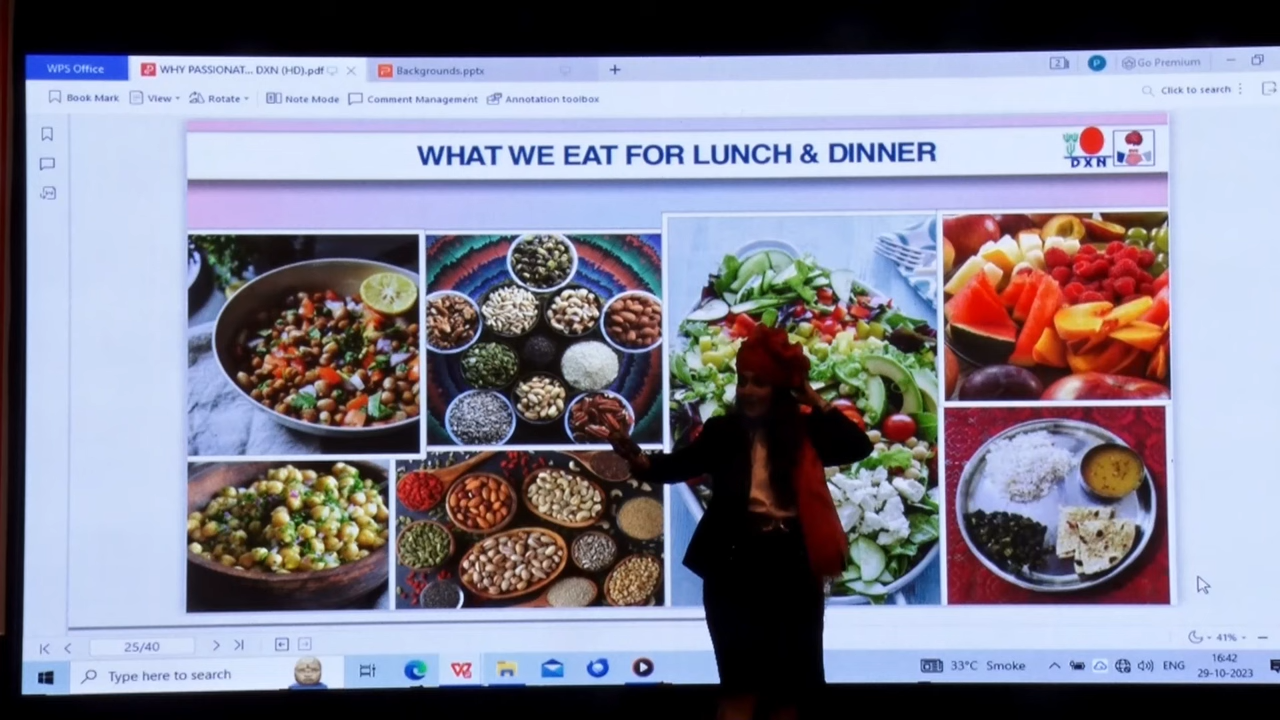 WPS Office
WHY PASSIONAT... DXN (HD).pdf
Backgrounds.pptx
2
P
Go Premium
Book Mark
View
Rotate
Note Mode
Comment Management
Annotation toolbox
Click to search
WHAT WE EAT FOR LUNCH & DINNER
DXN
25/40
41%
Type here to search
33°C Smoke
ENG
16:42
29-10-2023